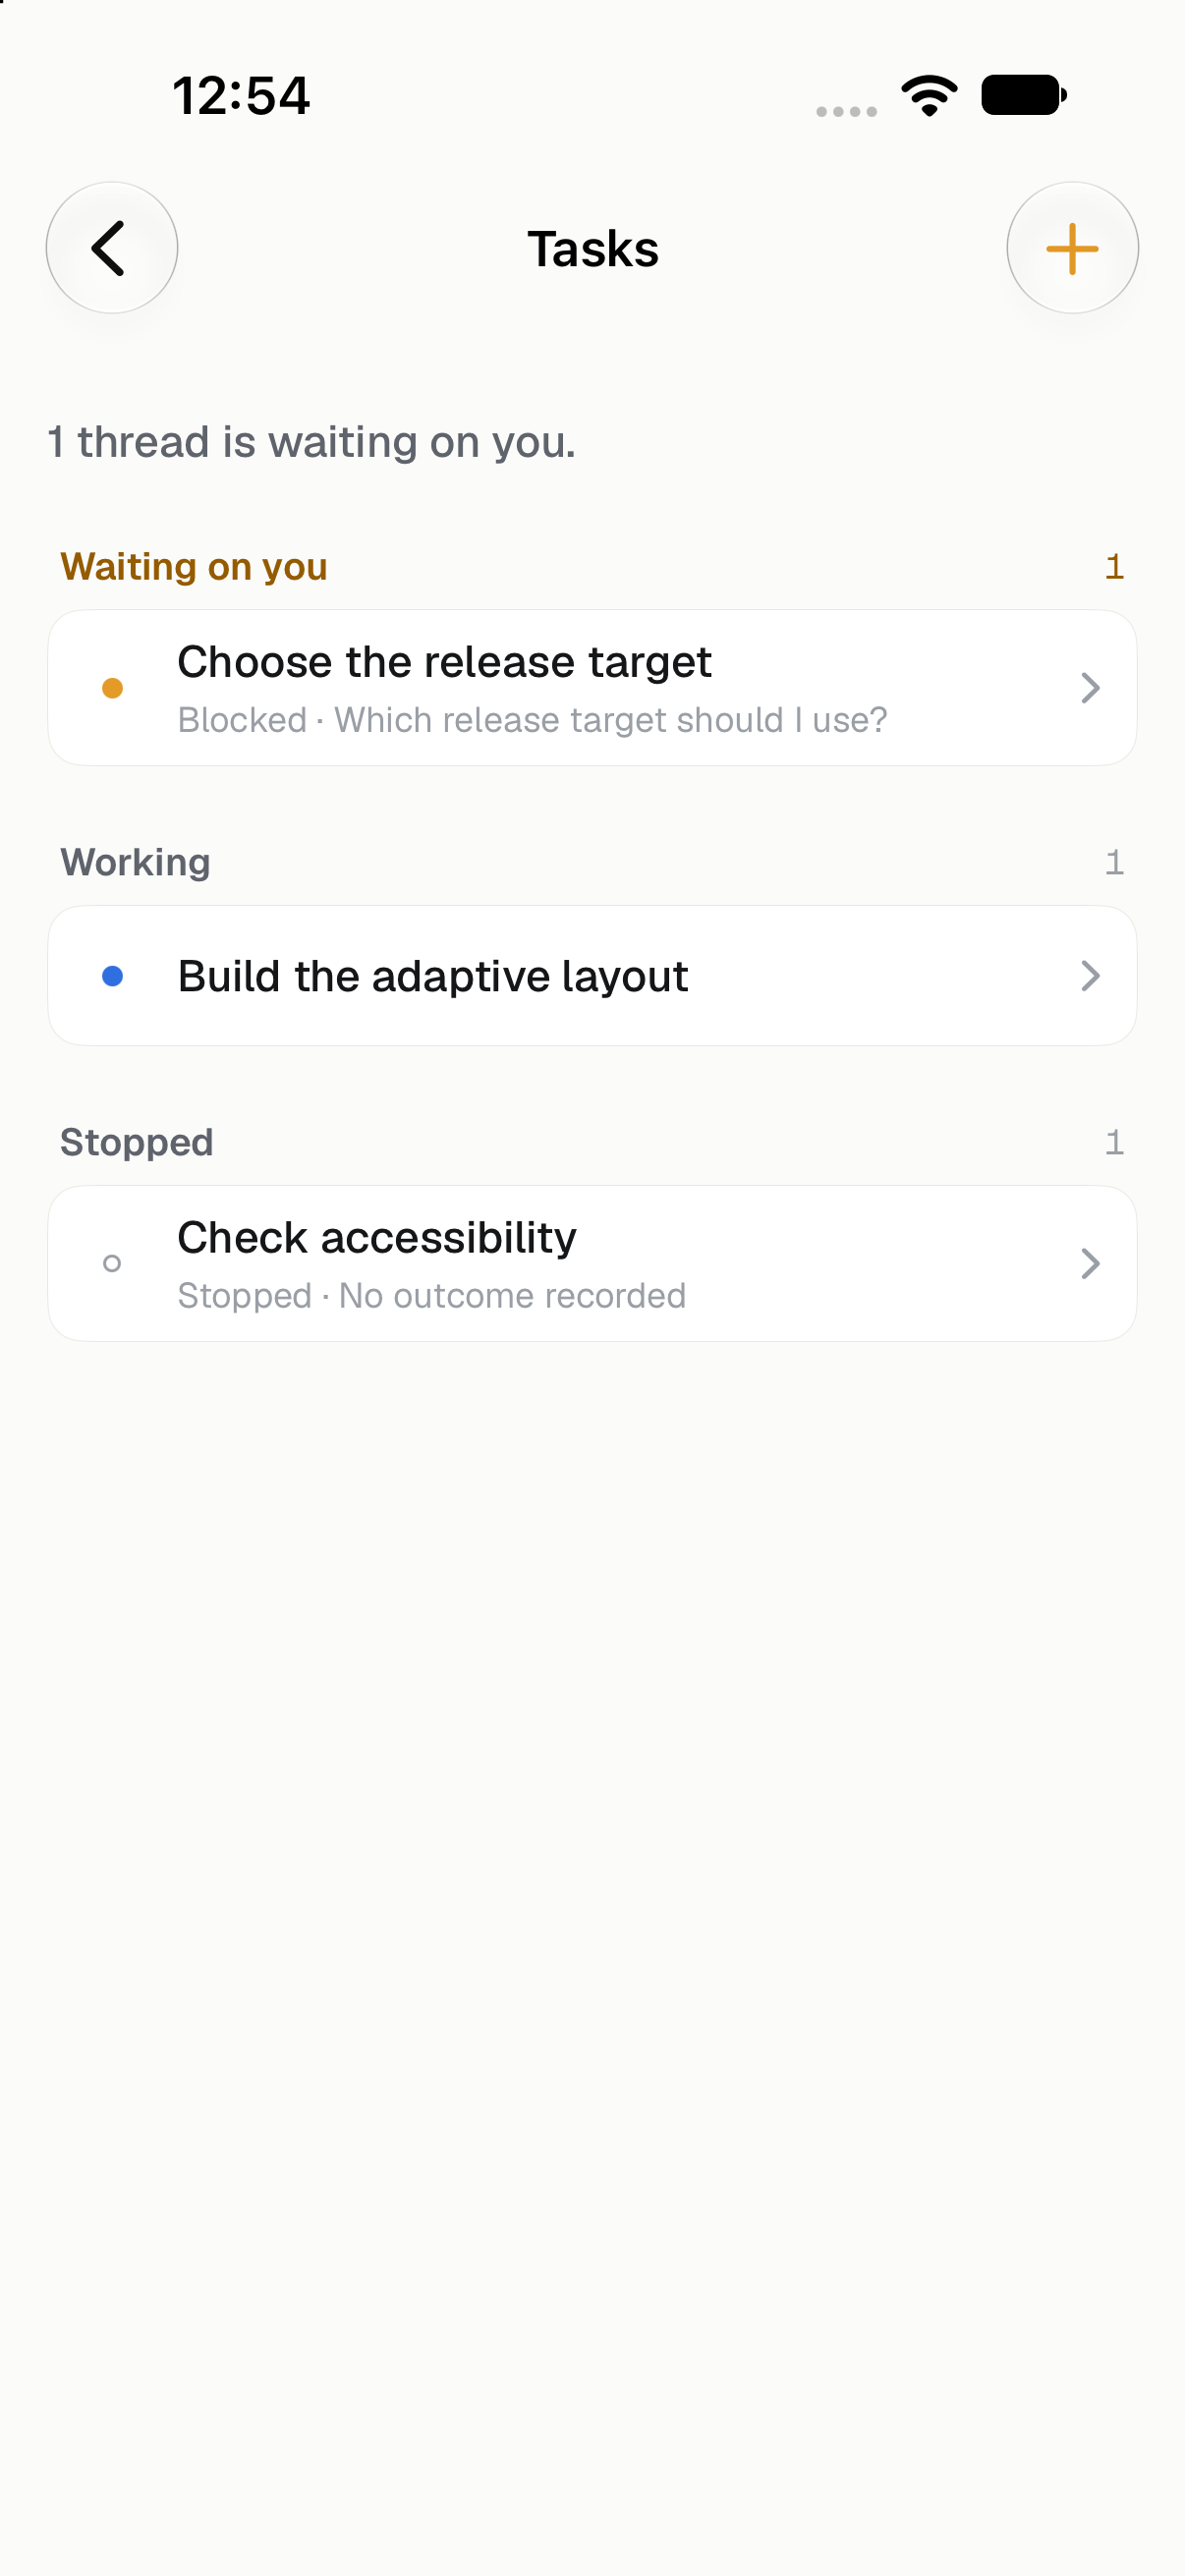 12:54
Tasks
1 thread is waiting on you.
Waiting on you 1
Choose the release target
Blocked · Which release target should I use?
Working 1
Build the adaptive layout
Stopped 1
Check accessibility
Stopped · No outcome recorded